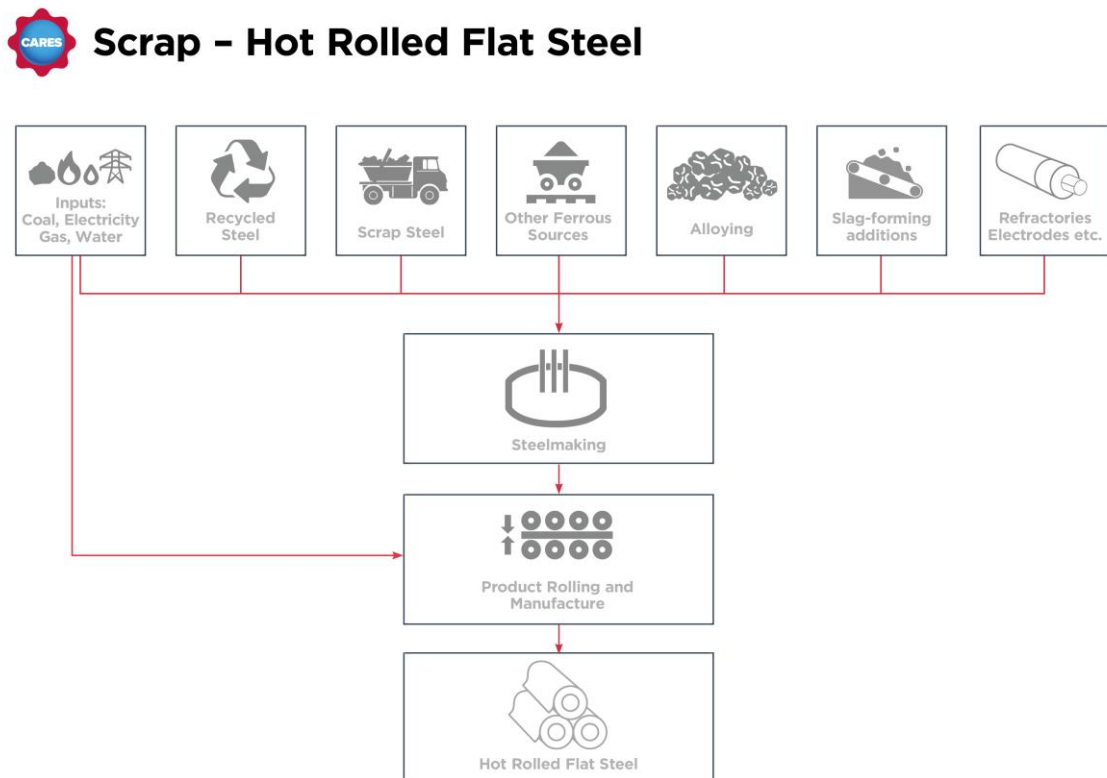 CARES
Scrap – Hot Rolled Flat Steel
Inputs:
Coal, Electricity
Gas, Water
Recycled
Steel
Scrap Steel
Other Ferrous
Sources
Alloying
Slag-forming
additions
Refractories
Electrodes etc.
Steelmaking
Product Rolling and
Manufacture
Hot Rolled Flat Steel